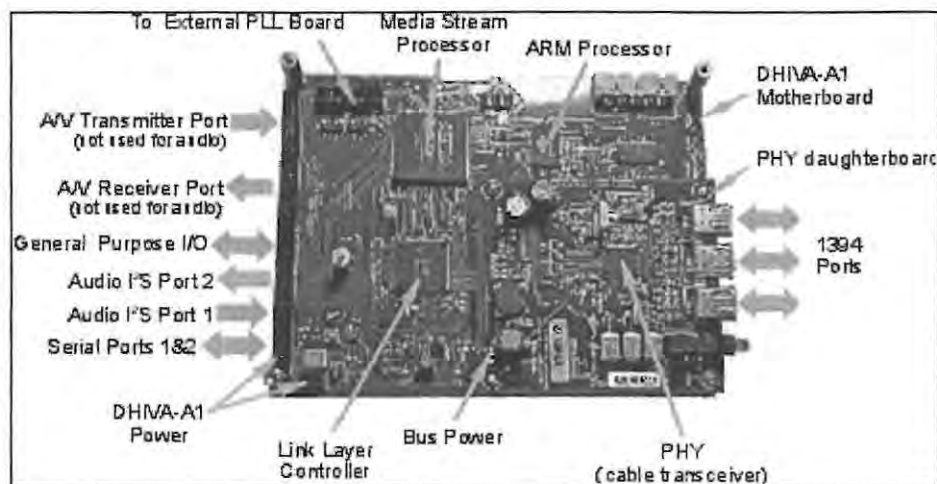 To External PLL Board
Media Stream
Processor
ARM Processor
DHIVA-A1
Motherboard
A/V Transmitter Port
(not used for audio)
PHY daughterboard
A/V Receiver Port
(not used for audio)
General Purpose I/O
1394
Ports
Audio I²S Port 2
Audio I²S Port 1
Serial Ports 1&2
DHIVA-A1
Power
Link Layer
Controller
Bus Power
PHY
(cable transceiver)